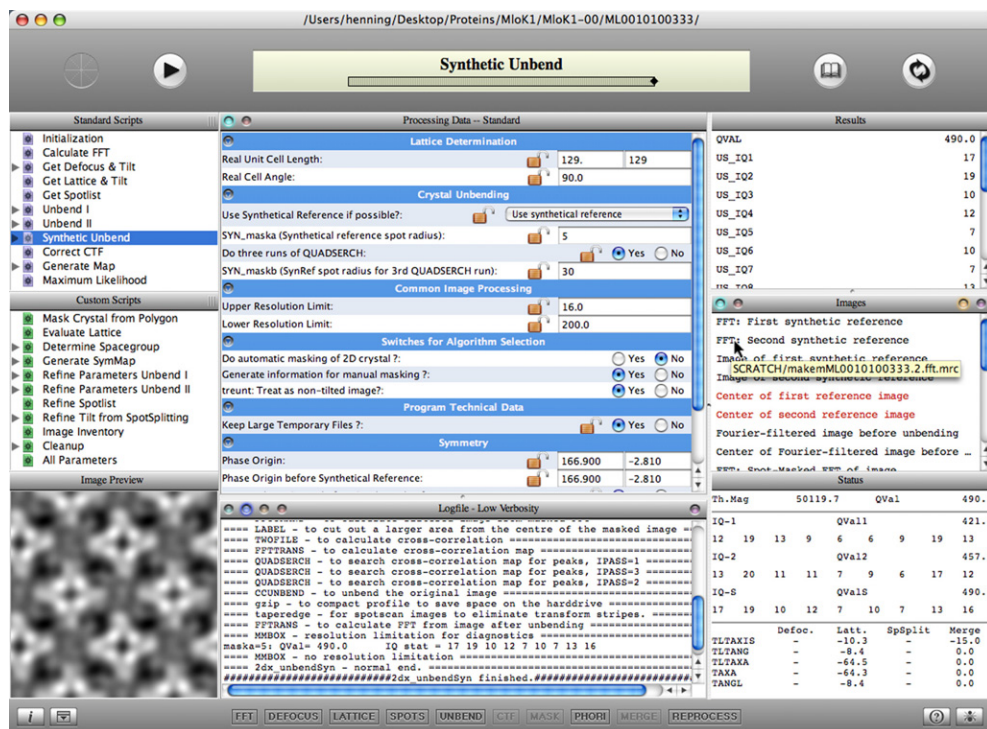 /Users/henning/Desktop/Proteins/MloK1/MloK1-00/ML0010100333/
Synthetic Unbend
Standard Scripts
Initialization
Calculate FFT
Get Defocus & Tilt
Get Lattice & Tilt
Get Spotlist
Unbend I
Unbend II
Synthetic Unbend
Correct CTF
Generate Map
Maximum Likelihood
Custom Scripts
Mask Crystal from Polygon
Evaluate Lattice
Determine Spacegroup
Generate SymMap
Refine Parameters Unbend I
Refine Parameters Unbend II
Refine Spotlist
Refine Tilt from SpotSplitting
Image Inventory
Cleanup
All Parameters
Image Preview
Processing Data -- Standard
Lattice Determination
Real Unit Cell Length: 129. 129
Real Cell Angle: 90.0
Crystal Unbending
Use Synthetical Reference if possible?: Use synthetical reference
SYN_maska (Synthetical reference spot radius): 5
Do three runs of QUADSERCH: Yes No
SYN_maskb (SynRef spot radius for 3rd QUADSERCH run): 30
Common Image Processing
Upper Resolution Limit: 16.0
Lower Resolution Limit: 200.0
Switches for Algorithm Selection
Do automatic masking of 2D crystal ?: Yes No
Generate information for manual masking ?: Yes No
treunt: Treat as non-tilted image?: Yes No
Program Technical Data
Keep Large Temporary Files ?: Yes No
Symmetry
Phase Origin: 166.900 -2.810
Phase Origin before Synthetical Reference: 166.900 -2.810
Logfile - Low Verbosity
==== LABEL - to cut out a larger area from the centre of the masked image =
==== TWOFILE - to calculate cross-correlation ====================
==== FFTTRANS - to calculate cross-correlation map ================
==== QUADSERCH - to search cross-correlation map for peaks, IPASS=1 =======
==== QUADSERCH - to search cross-correlation map for peaks, IPASS=3 =======
==== QUADSERCH - to search cross-correlation map for peaks, IPASS=2 =======
==== CCUNBEND - to unbend the original image ==============
==== gzip - to compact profile to save space on the harddrive ===========
==== taperedge - for spotscan images to eliminate transform stripes. =======
==== FFTRANS - to calculate FFT from image after unbending =======
==== MMBOX - resolution limitation for diagnostics =============
maska=5: QVal= 490.0 IQ stat = 17 19 10 12 7 10 7 13 16
==== MMBOX - no resolution limitation ===============
==== 2dx_unbendSyn - normal end. ====================
########################2dx_unbendSyn finished.######################
Results
QVAL 490.0
US_IQ1 17
US_IQ2 19
US_IQ3 10
US_IQ4 12
US_IQ5 7
US_IQ6 10
US_IQ7 7
US_IQ8 13
Images
FFT: First synthetic reference
FFT: Second synthetic reference
Image of first synthetic reference
SCRATCH/makemML0010100333.2.fft.mrc
Image of second synthetic reference
Center of first reference image
Center of second reference image
Fourier-filtered image before unbending
Center of Fourier-filtered image before …
FFT: Spot-Masked FFT of image
Status
Th.Mag 50119.7 QVal 490.
IQ-1 QVal1 421.
12 19 13 9 6 6 9 19 13
IQ-2 QVal2 457.
13 20 11 11 7 9 6 17 12
IQ-S QValS 490.
17 19 10 12 7 10 7 13 16
Defoc. Latt. SpSplit Merge
TLTAXIS - -10.3 - -15.0
TLTANG - -8.4 - 0.0
TLTAXA - -64.5 - 0.0
TAXA - -64.3 - 0.0
TANGL - -8.4 - 0.0
i FFT DEFOCUS LATTICE SPOTS UNBEND CTF MASK PHORI MERGE REPROCESS ?